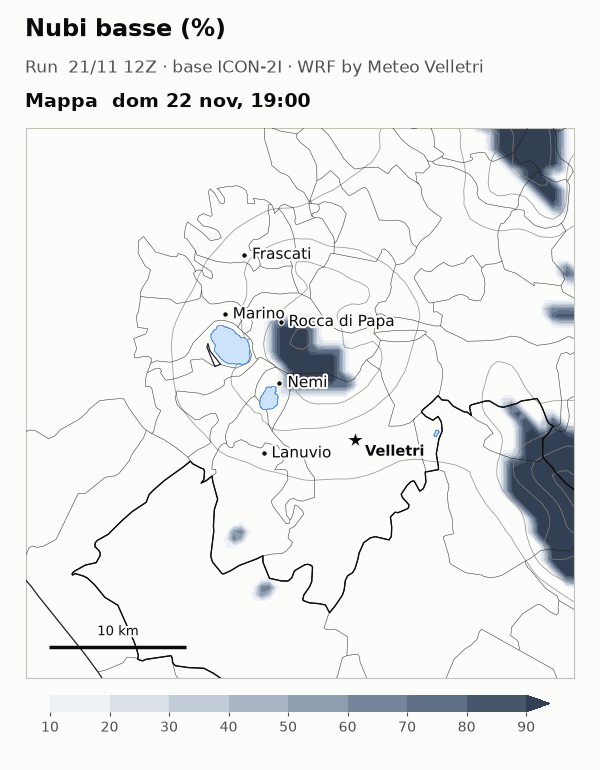 Nubi basse (%)
Run 21/11 12Z · base ICON-2I · WRF by Meteo Velletri
Mappa dom 22 nov, 19:00
Frascati
Marino
Rocca di Papa
Nemi
Velletri
Lanuvio
10 km
10 20 30 40 50 60 70 80 90